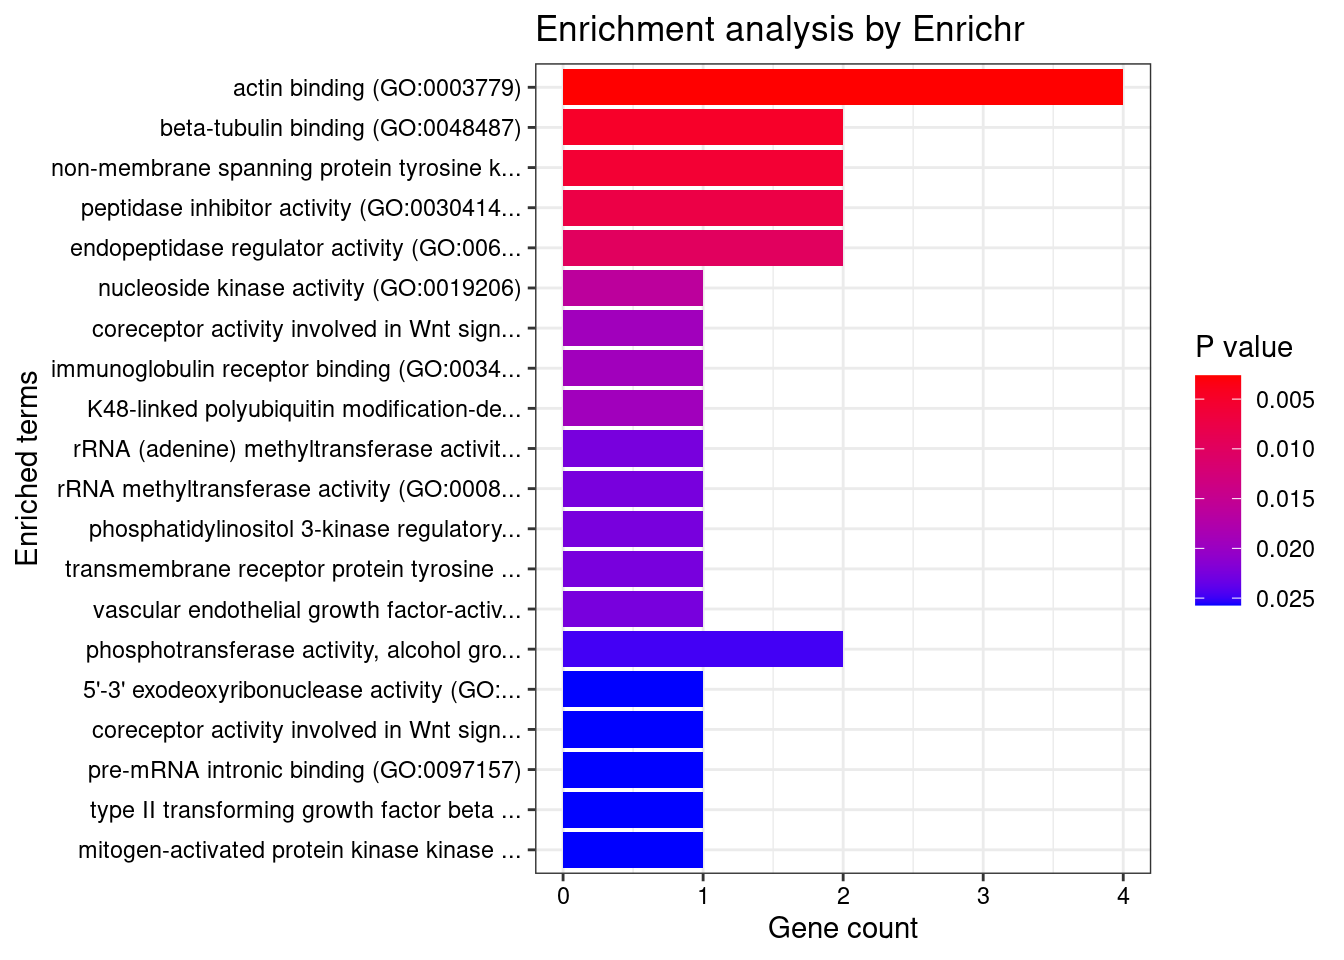 Enrichment analysis by Enrichr
actin binding (GO:0003779)
beta-tubulin binding (GO:0048487)
non-membrane spanning protein tyrosine k...
peptidase inhibitor activity (GO:0030414...
endopeptidase regulator activity (GO:006...
nucleoside kinase activity (GO:0019206)
coreceptor activity involved in Wnt sign...
immunoglobulin receptor binding (GO:0034...
K48-linked polyubiquitin modification-de...
rRNA (adenine) methyltransferase activit...
rRNA methyltransferase activity (GO:0008...
phosphatidylinositol 3-kinase regulatory...
transmembrane receptor protein tyrosine ...
vascular endothelial growth factor-activ...
phosphotransferase activity, alcohol gro...
5'-3' exodeoxyribonuclease activity (GO:...
coreceptor activity involved in Wnt sign...
pre-mRNA intronic binding (GO:0097157)
type II transforming growth factor beta ...
mitogen-activated protein kinase kinase ...
Enriched terms
0 1 2 3 4
Gene count
P value
0.005
0.010
0.015
0.020
0.025